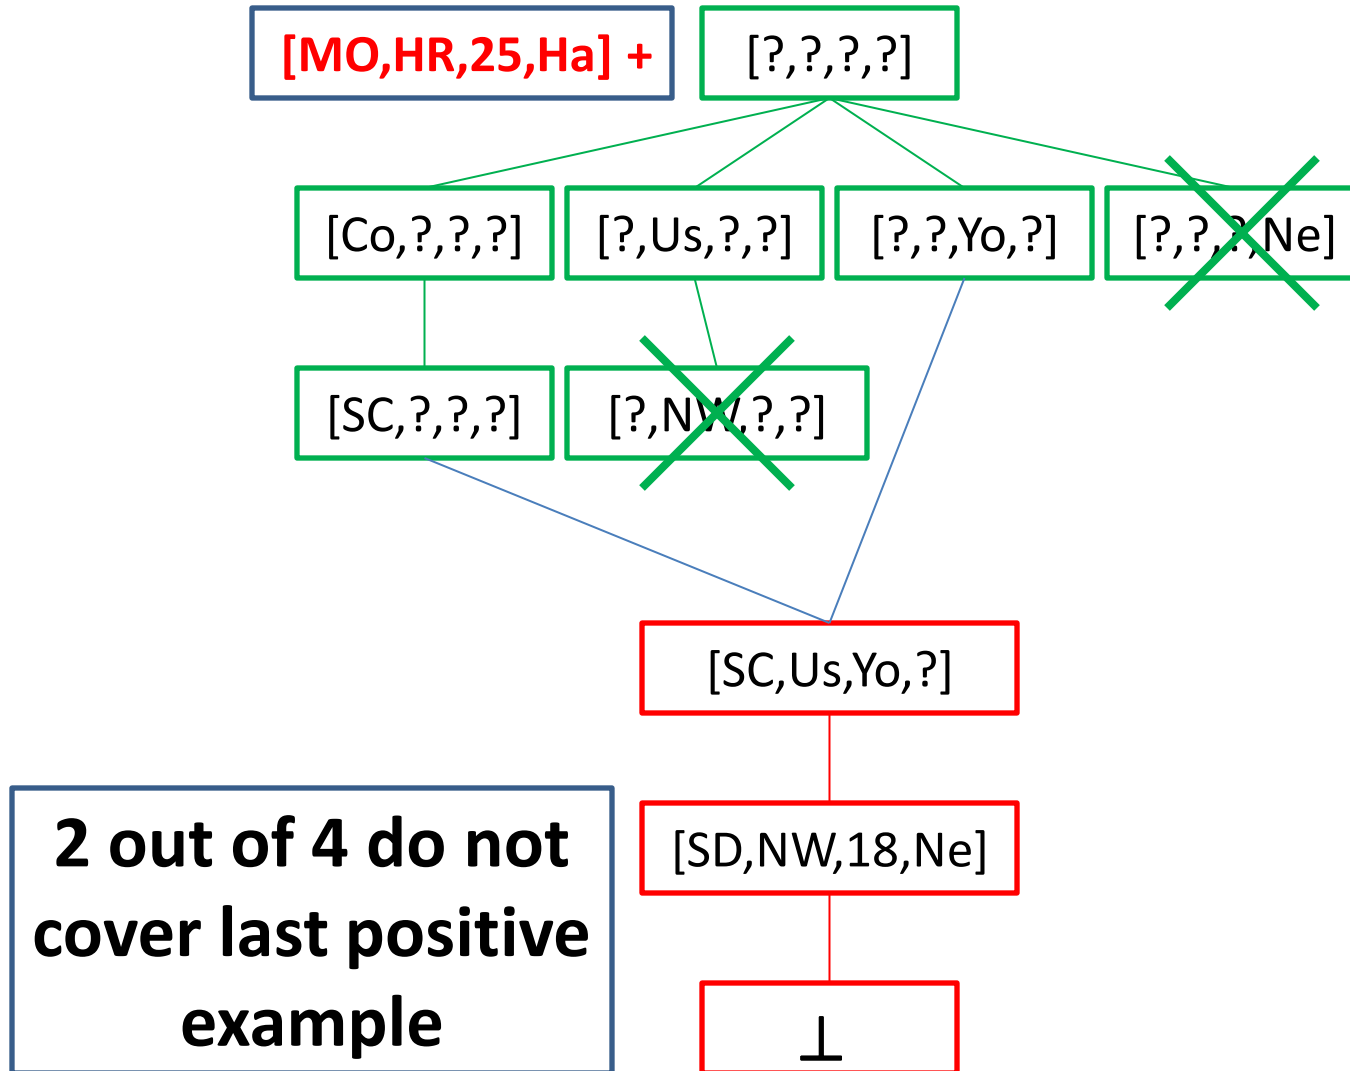 [MO,HR,25,Ha] +
[?,?,?,?]
[Co,?,?,?]
[?,Us,?,?]
[?,?,Yo,?]
[?,?,?,Ne]
[SC,?,?,?]
[?,NW,?,?]
[SC,Us,Yo,?]
[SD,NW,18,Ne]
2 out of 4 do not
cover last positive
example
⊥